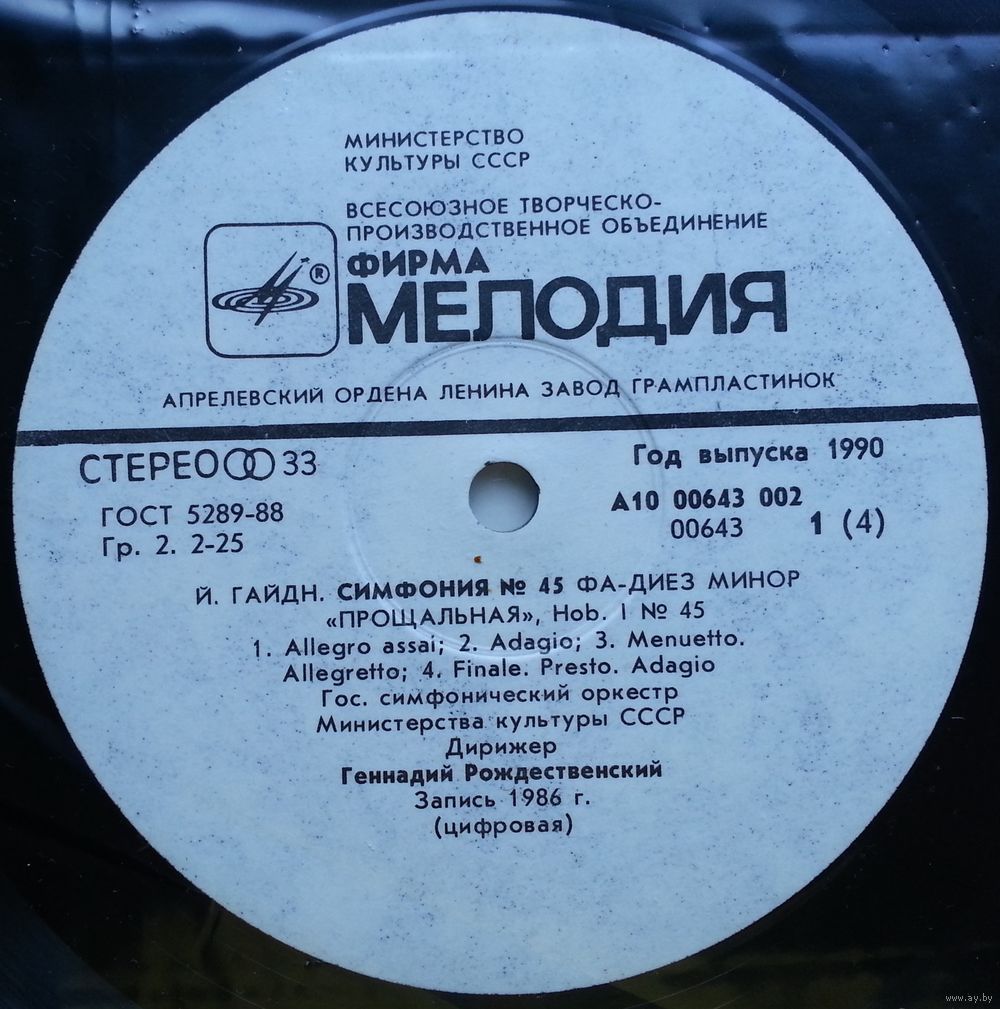 МИНИСТЕРСТВО
КУЛЬТУРЫ СССР
ВСЕСОЮЗНОЕ ТВОРЧЕСКО-
ПРОИЗВОДСТВЕННОЕ ОБЪЕДИНЕНИЕ
®
ФИРМА
МЕЛОДИЯ
АПРЕЛЕВСКИЙ ОРДЕНА ЛЕНИНА ЗАВОД ГРАМПЛАСТИНОК
СТЕРЕО 33
ГОСТ 5289-88
Гр. 2. 2-25
Год выпуска 1990
А10 00643 002
00643 1 (4)
Й. ГАЙДН. СИМФОНИЯ № 45 ФА-ДИЕЗ МИНОР
«ПРОЩАЛЬНАЯ», Hob. I № 45
1. Allegro assai; 2. Adagio; 3. Menuetto.
Allegretto; 4. Finale. Presto. Adagio
Гос. симфонический оркестр
Министерства культуры СССР
Дирижер
Геннадий Рождественский
Запись 1986 г.
(цифровая)
www.ay.by